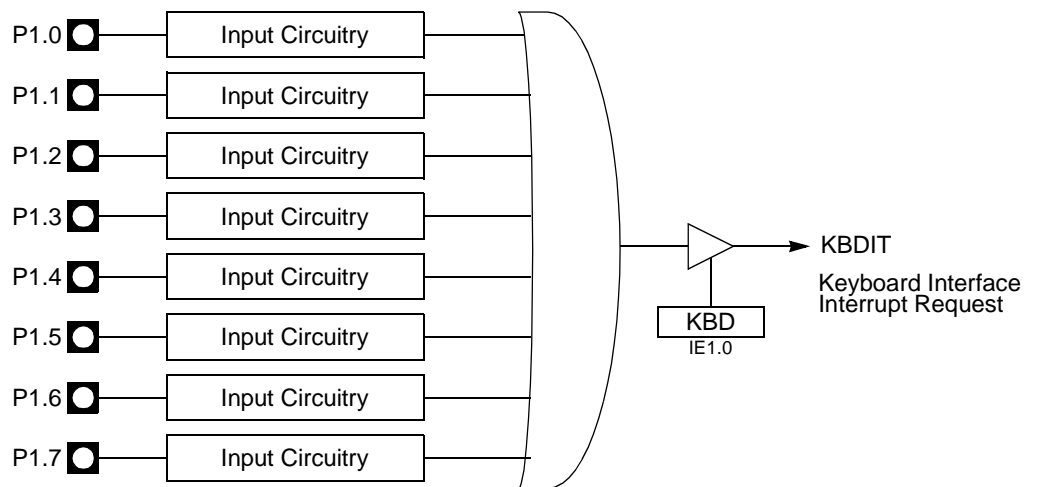 P1.0 Input Circuitry
P1.1 Input Circuitry
P1.2 Input Circuitry
P1.3 Input Circuitry
P1.4 Input Circuitry
P1.5 Input Circuitry
P1.6 Input Circuitry
P1.7 Input Circuitry
KBDIT
Keyboard Interface
Interrupt Request
KBD
IE1.0